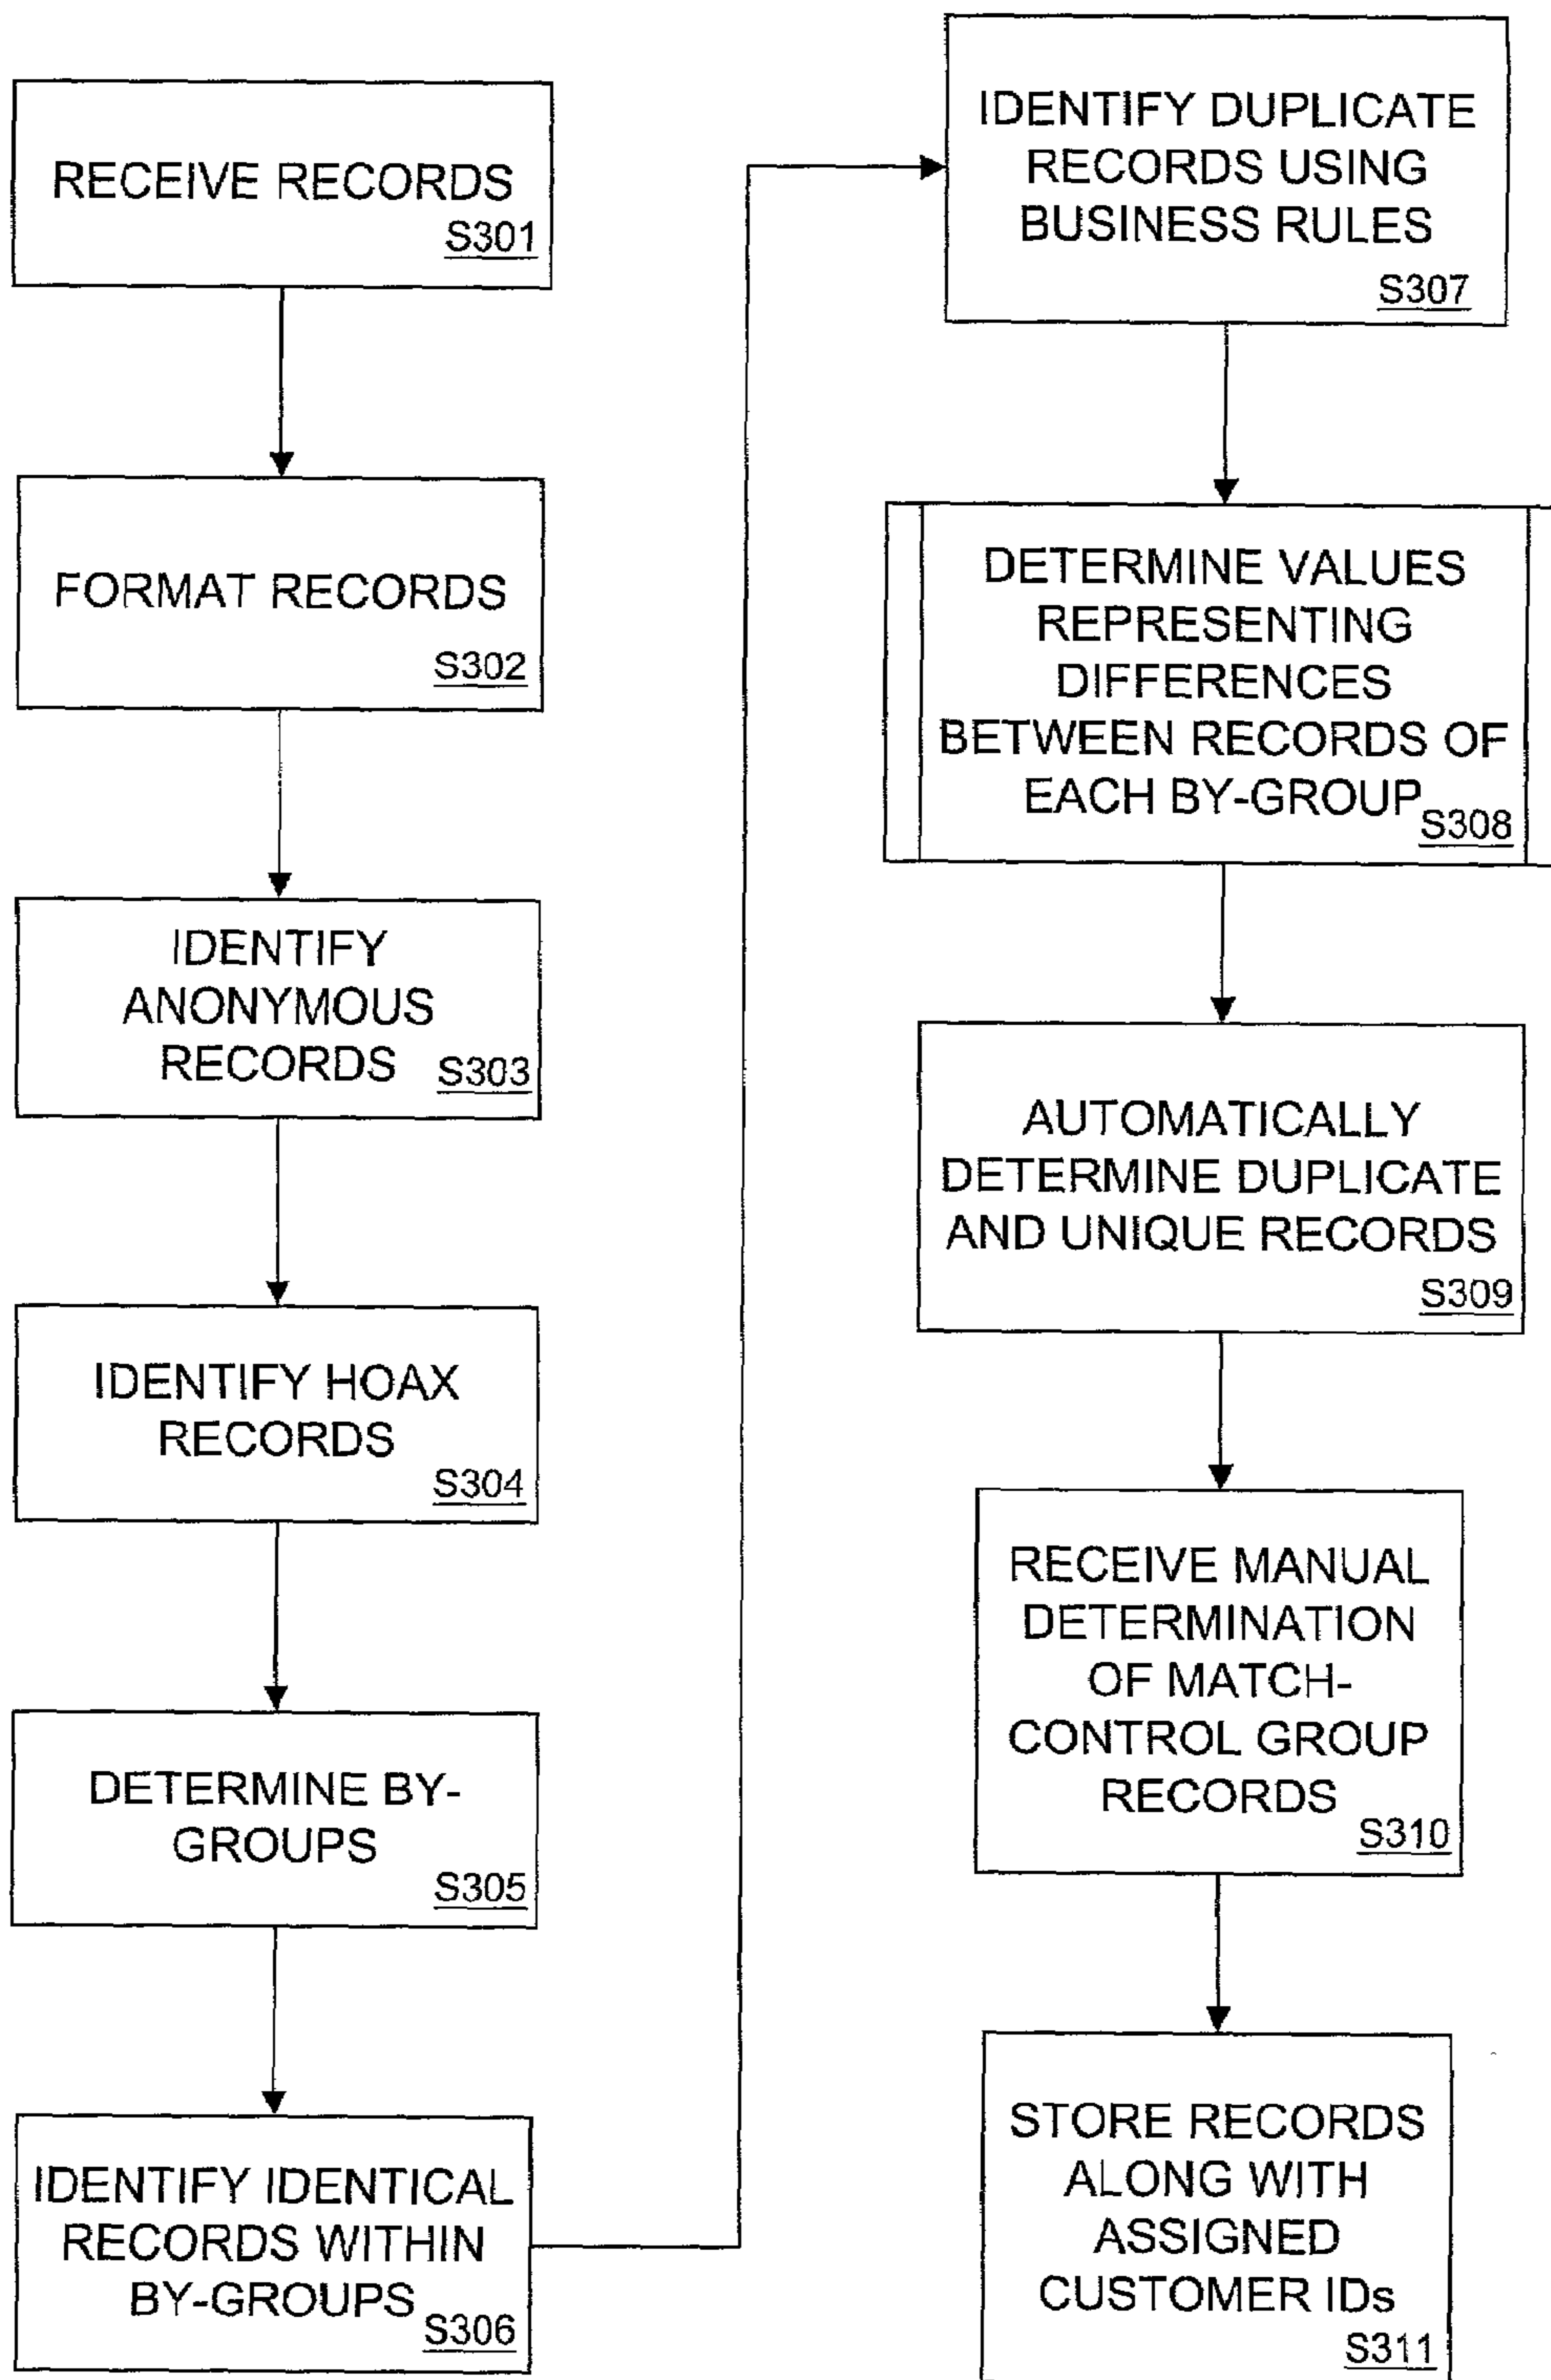 RECEIVE RECORDS
S301
FORMAT RECORDS
S302
IDENTIFY
ANONYMOUS
RECORDS
S303
IDENTIFY HOAX
RECORDS
S304
DETERMINE BY-
GROUPS
S305
IDENTIFY IDENTICAL
RECORDS WITHIN
BY-GROUPS
S306
IDENTIFY DUPLICATE
RECORDS USING
BUSINESS RULES
S307
DETERMINE VALUES
REPRESENTING
DIFFERENCES
BETWEEN RECORDS OF
EACH BY-GROUP
S308
AUTOMATICALLY
DETERMINE DUPLICATE
AND UNIQUE RECORDS
S309
RECEIVE MANUAL
DETERMINATION
OF MATCH-
CONTROL GROUP
RECORDS
S310
STORE RECORDS
ALONG WITH
ASSIGNED
CUSTOMER IDs
S311